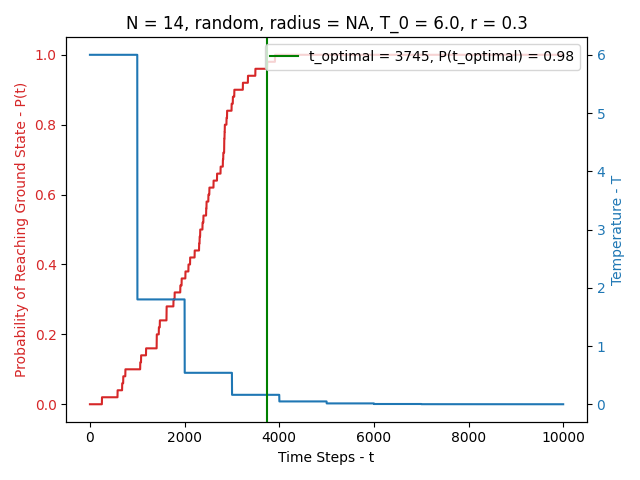 N = 14, random, radius = NA, T_0 = 6.0, r = 0.3
t_optimal = 3745, P(t_optimal) = 0.98
Probability of Reaching Ground State - P(t)
1.0
0.8
0.6
0.4
0.2
0.0
6
5
4
3
2
1
0
Temperature - T
0 2000 4000 6000 8000 10000
Time Steps - t